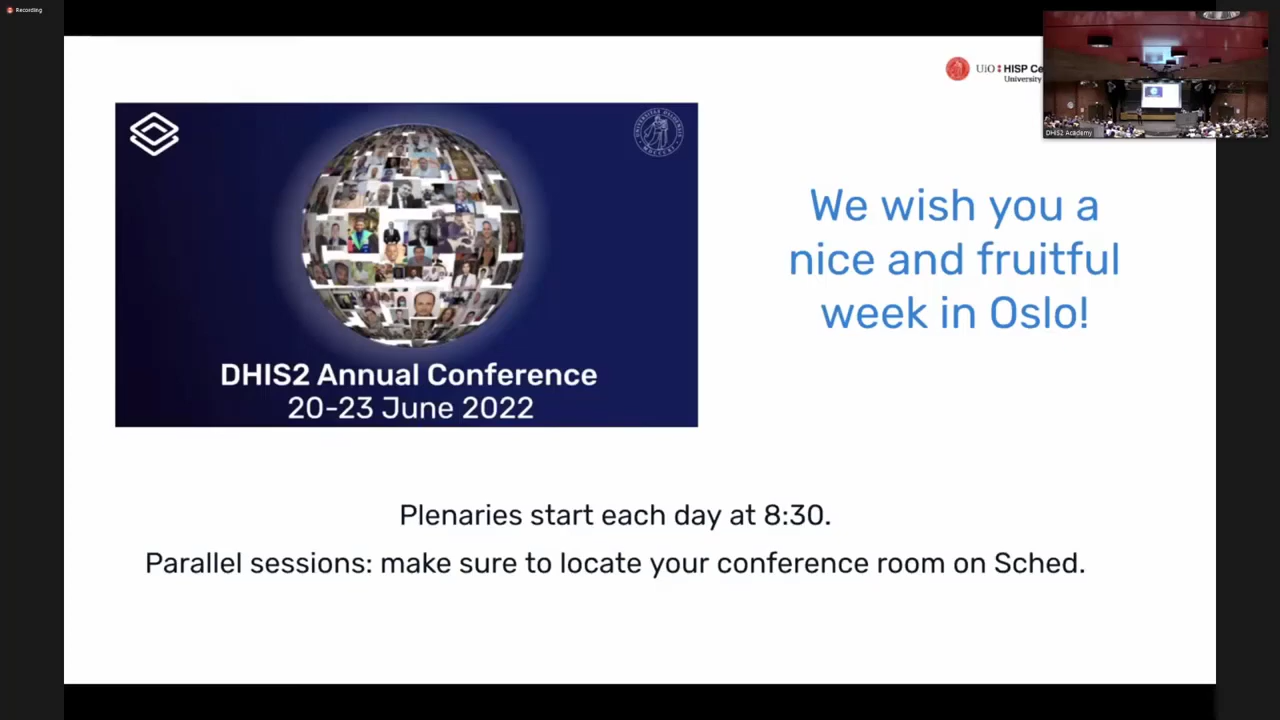 Recording
UiO : HISP Ce
University
DHIS2 Academy
We wish you a
nice and fruitful
week in Oslo!
DHIS2 Annual Conference
20-23 June 2022
Plenaries start each day at 8:30.
Parallel sessions: make sure to locate your conference room on Sched.